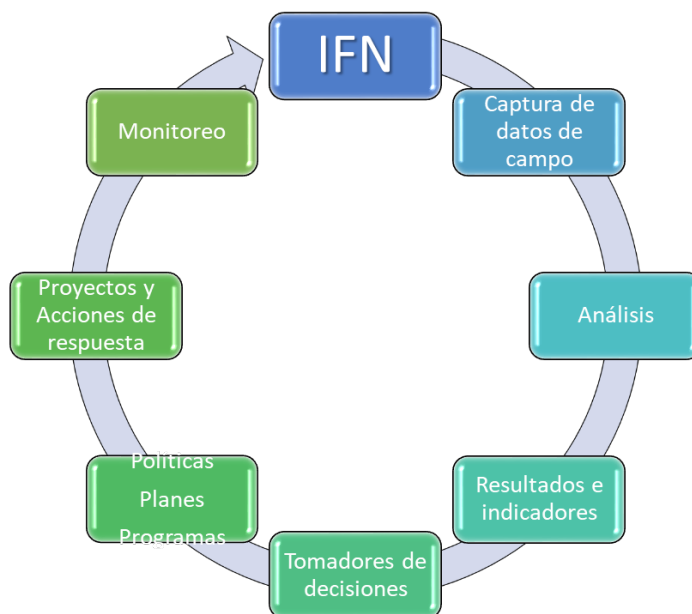 IFN
Captura de
datos de
campo
Análisis
Resultados e
indicadores
Tomadores de
decisiones
Políticas
Planes
Programas
Proyectos y
Acciones de
respuesta
Monitoreo